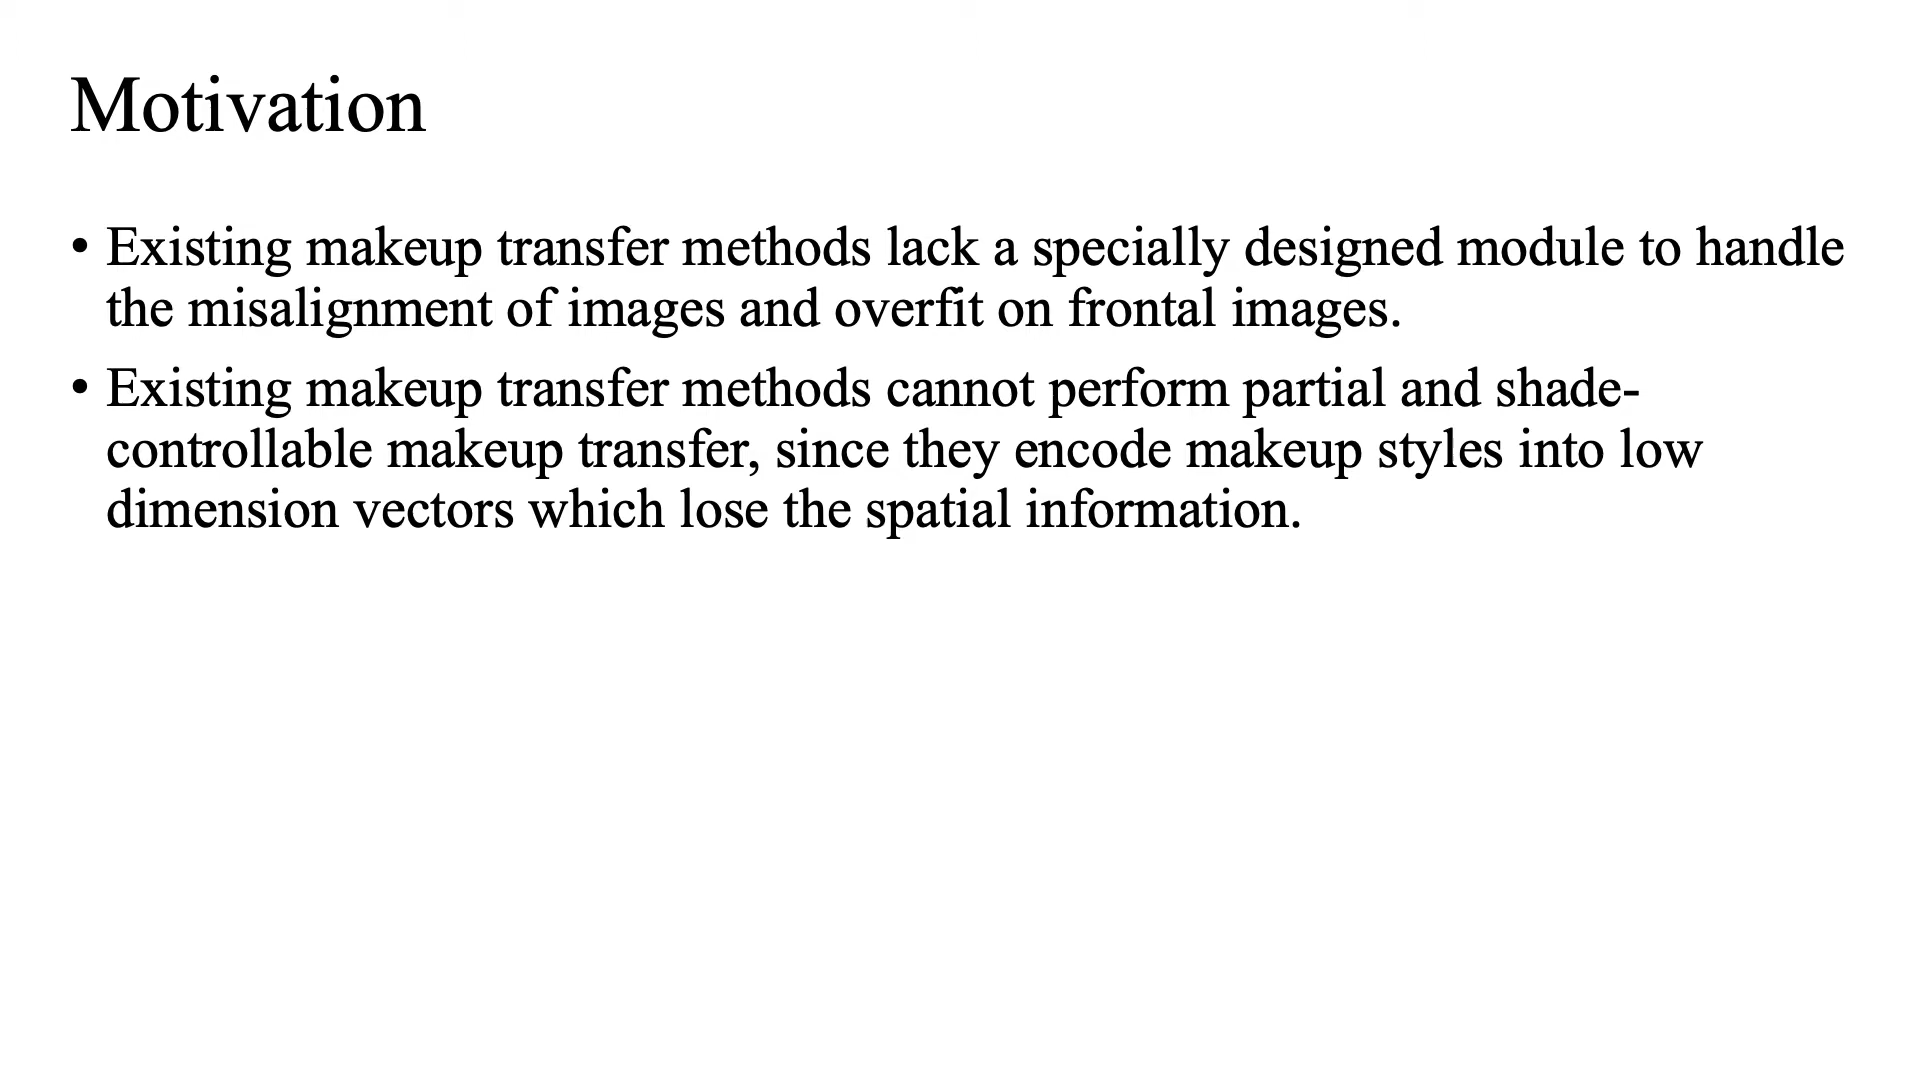 Motivation
• Existing makeup transfer methods lack a specially designed module to handle
the misalignment of images and overfit on frontal images.
• Existing makeup transfer methods cannot perform partial and shade-
controllable makeup transfer, since they encode makeup styles into low
dimension vectors which lose the spatial information.